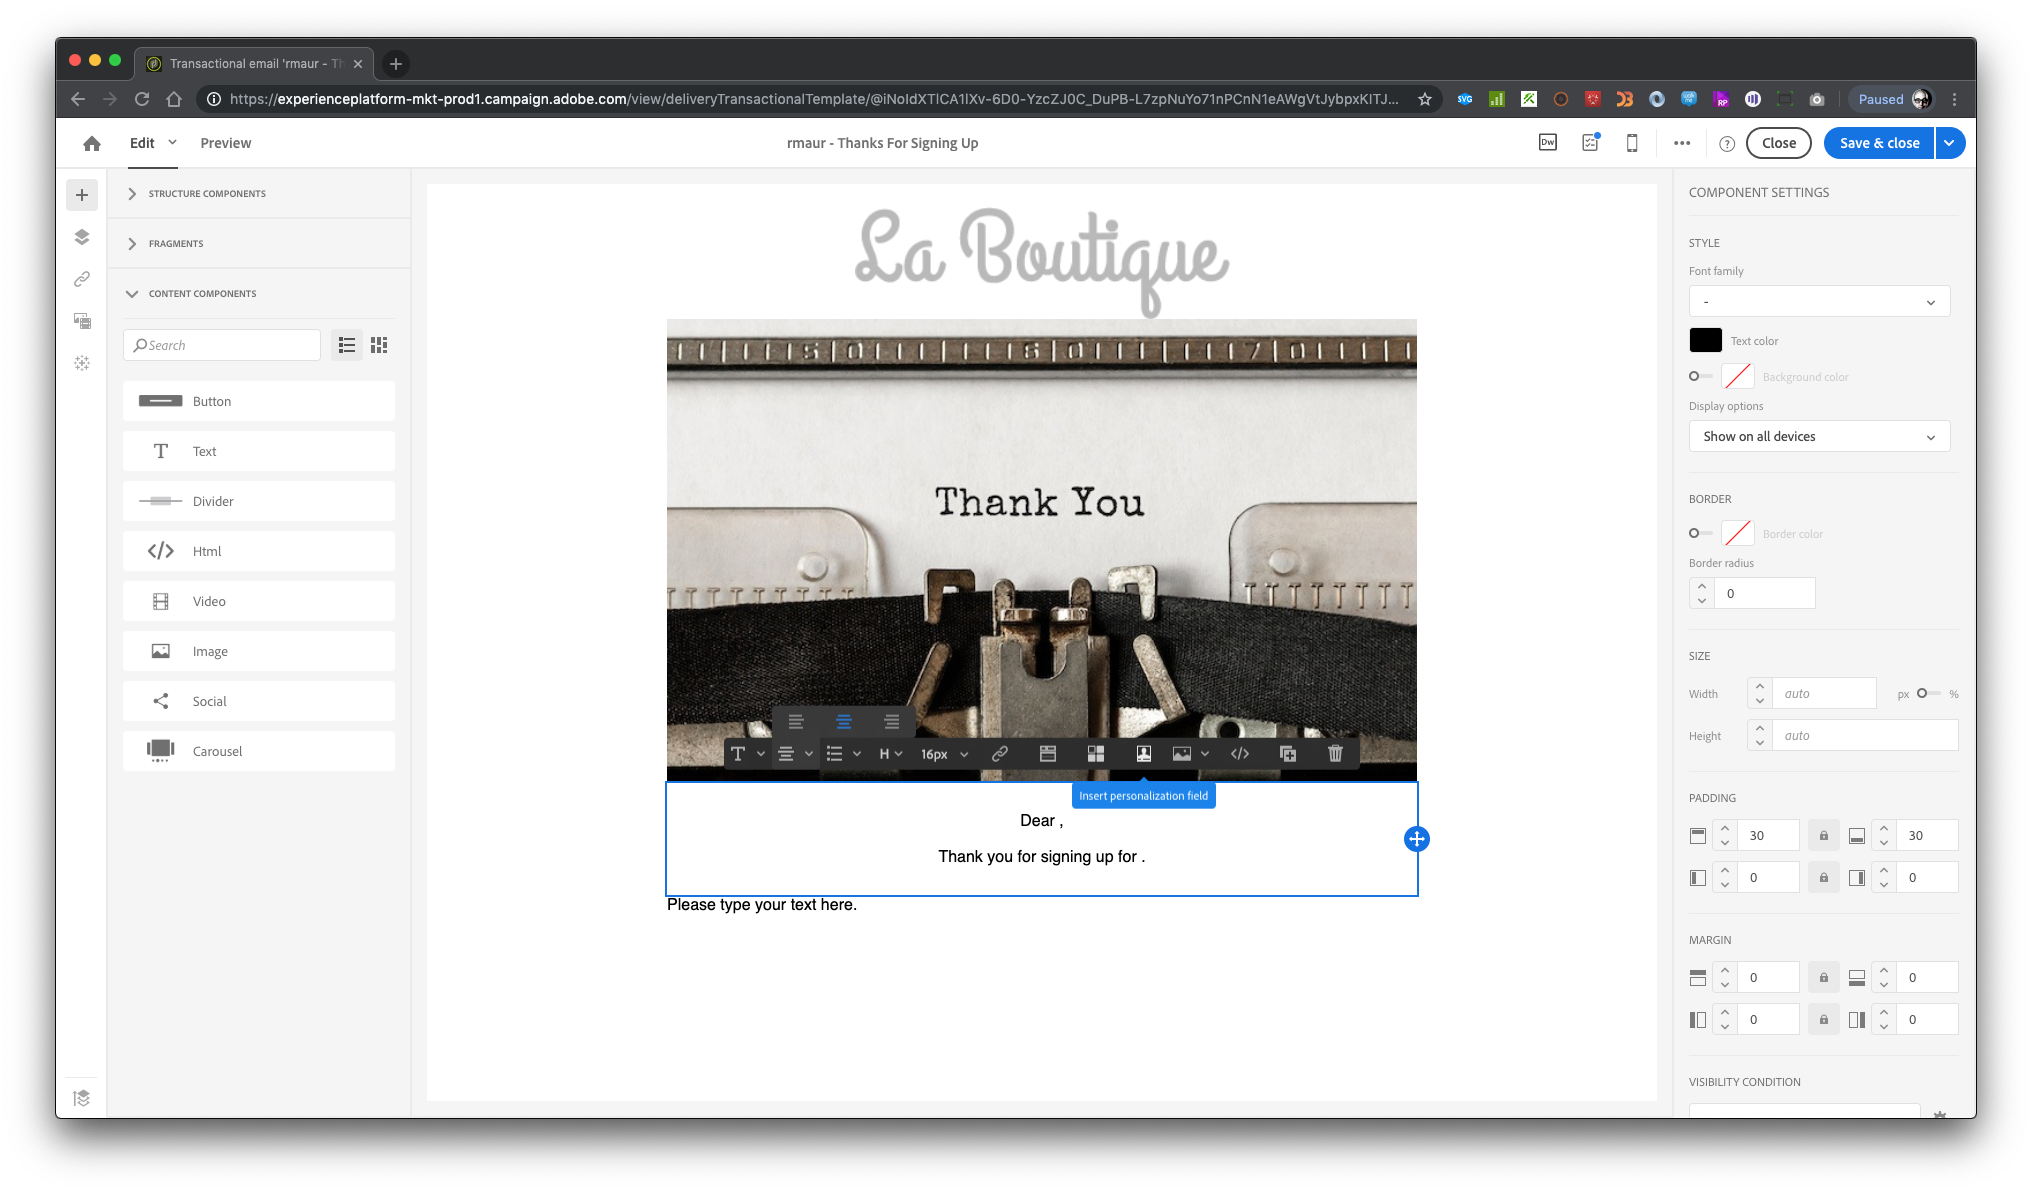 Transactional email 'rmaur - Th
https://experienceplatform-mkt-prod1.campaign.adobe.com/view/deliveryTransactionalTemplate/@iNoIdXTlCA1lXv-6D0-YzcZJ0C_DuPB-L7zpNuYo71nPCnN1eAWgVtJybpxKITJ...
SVG
RP
Paused
Edit
Preview
rmaur - Thanks For Signing Up
Dw
Close
Save & close
STRUCTURE COMPONENTS
FRAGMENTS
CONTENT COMPONENTS
Search
Button
Text
Divider
Html
Video
Image
Social
Carousel
La Boutique
Thank You
H
16px
Insert personalization field
Dear ,
Thank you for signing up for .
Please type your text here.
COMPONENT SETTINGS
STYLE
Font family
-
Text color
Background color
Display options
Show on all devices
BORDER
Border color
Border radius
0
SIZE
Width
auto
px
%
Height
auto
PADDING
30
30
0
0
MARGIN
0
0
0
0
VISIBILITY CONDITION